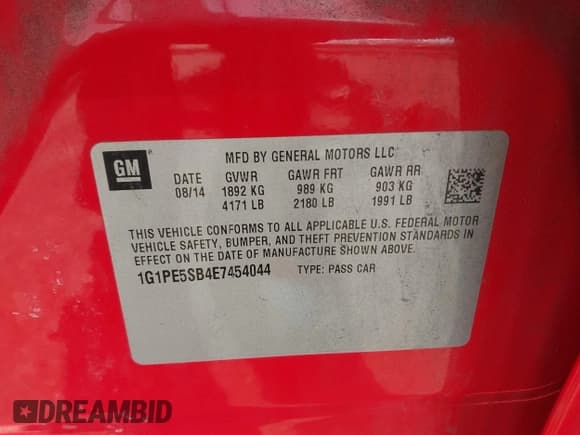 GM
MFD BY GENERAL MOTORS LLC
DATE GVWR GAWR FRT GAWR RR
08/14 1892 KG 989 KG 903 KG
4171 LB 2180 LB 1991 LB
THIS VEHICLE CONFORMS TO ALL APPLICABLE U.S. FEDERAL MOTOR
VEHICLE SAFETY, BUMPER, AND THEFT PREVENTION STANDARDS IN
EFFECT ON THE DATE OF MANUFACTURE SHOWN ABOVE.
1G1PE5SB4E7454044 TYPE: PASS CAR
DREAMBID